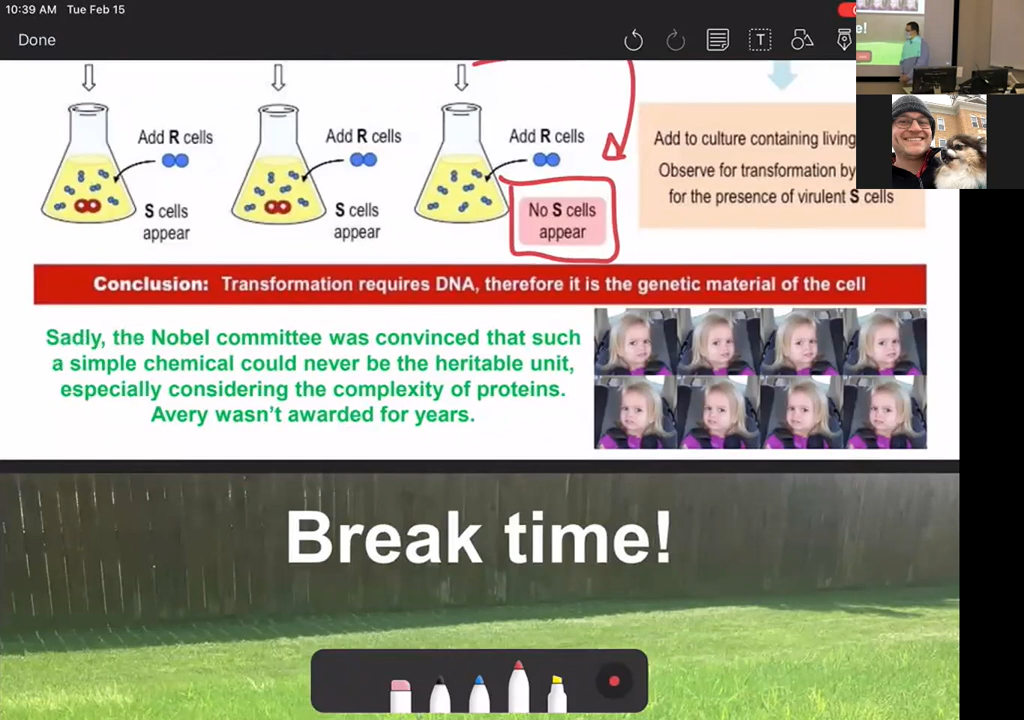 10:39 AM Tue Feb 15
Done
T
e!
Add R cells
Add R cells
Add R cells
S cells
appear
S cells
appear
No S cells
appear
Add to culture containing living
Observe for transformation by
for the presence of virulent S cells
Conclusion: Transformation requires DNA, therefore it is the genetic material of the cell
Sadly, the Nobel committee was convinced that such
a simple chemical could never be the heritable unit,
especially considering the complexity of proteins.
Avery wasn't awarded for years.
Break time!